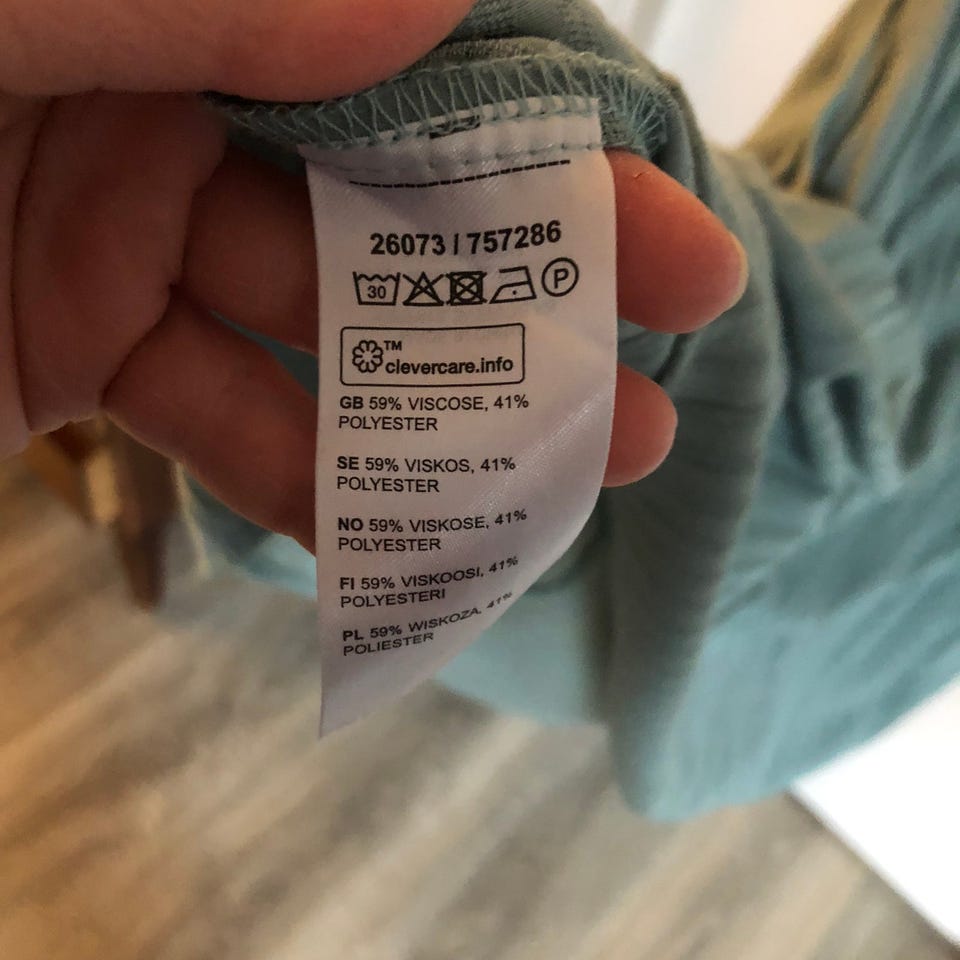 26073 / 757286
30 P
TM
clevercare.info
GB 59% VISCOSE, 41%
POLYESTER
SE 59% VISKOS, 41%
POLYESTER
NO 59% VISKOSE, 41%
POLYESTER
FI 59% VISKOOSI, 41%
POLYESTERI
PL 59% WISKOZA, 41%
POLIESTER